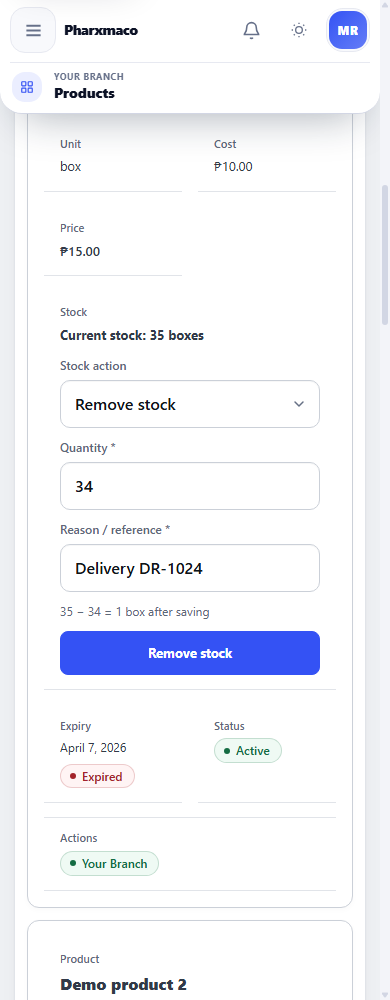 Pharxmaco
MR
YOUR BRANCH
Products
Unit
box
Cost
₱10.00
Price
₱15.00
Stock
Current stock: 35 boxes
Stock action
Remove stock
Quantity *
34
Reason / reference *
Delivery DR-1024
35 − 34 = 1 box after saving
Remove stock
Expiry
April 7, 2026
Expired
Status
Active
Actions
Your Branch
Product
Demo product 2